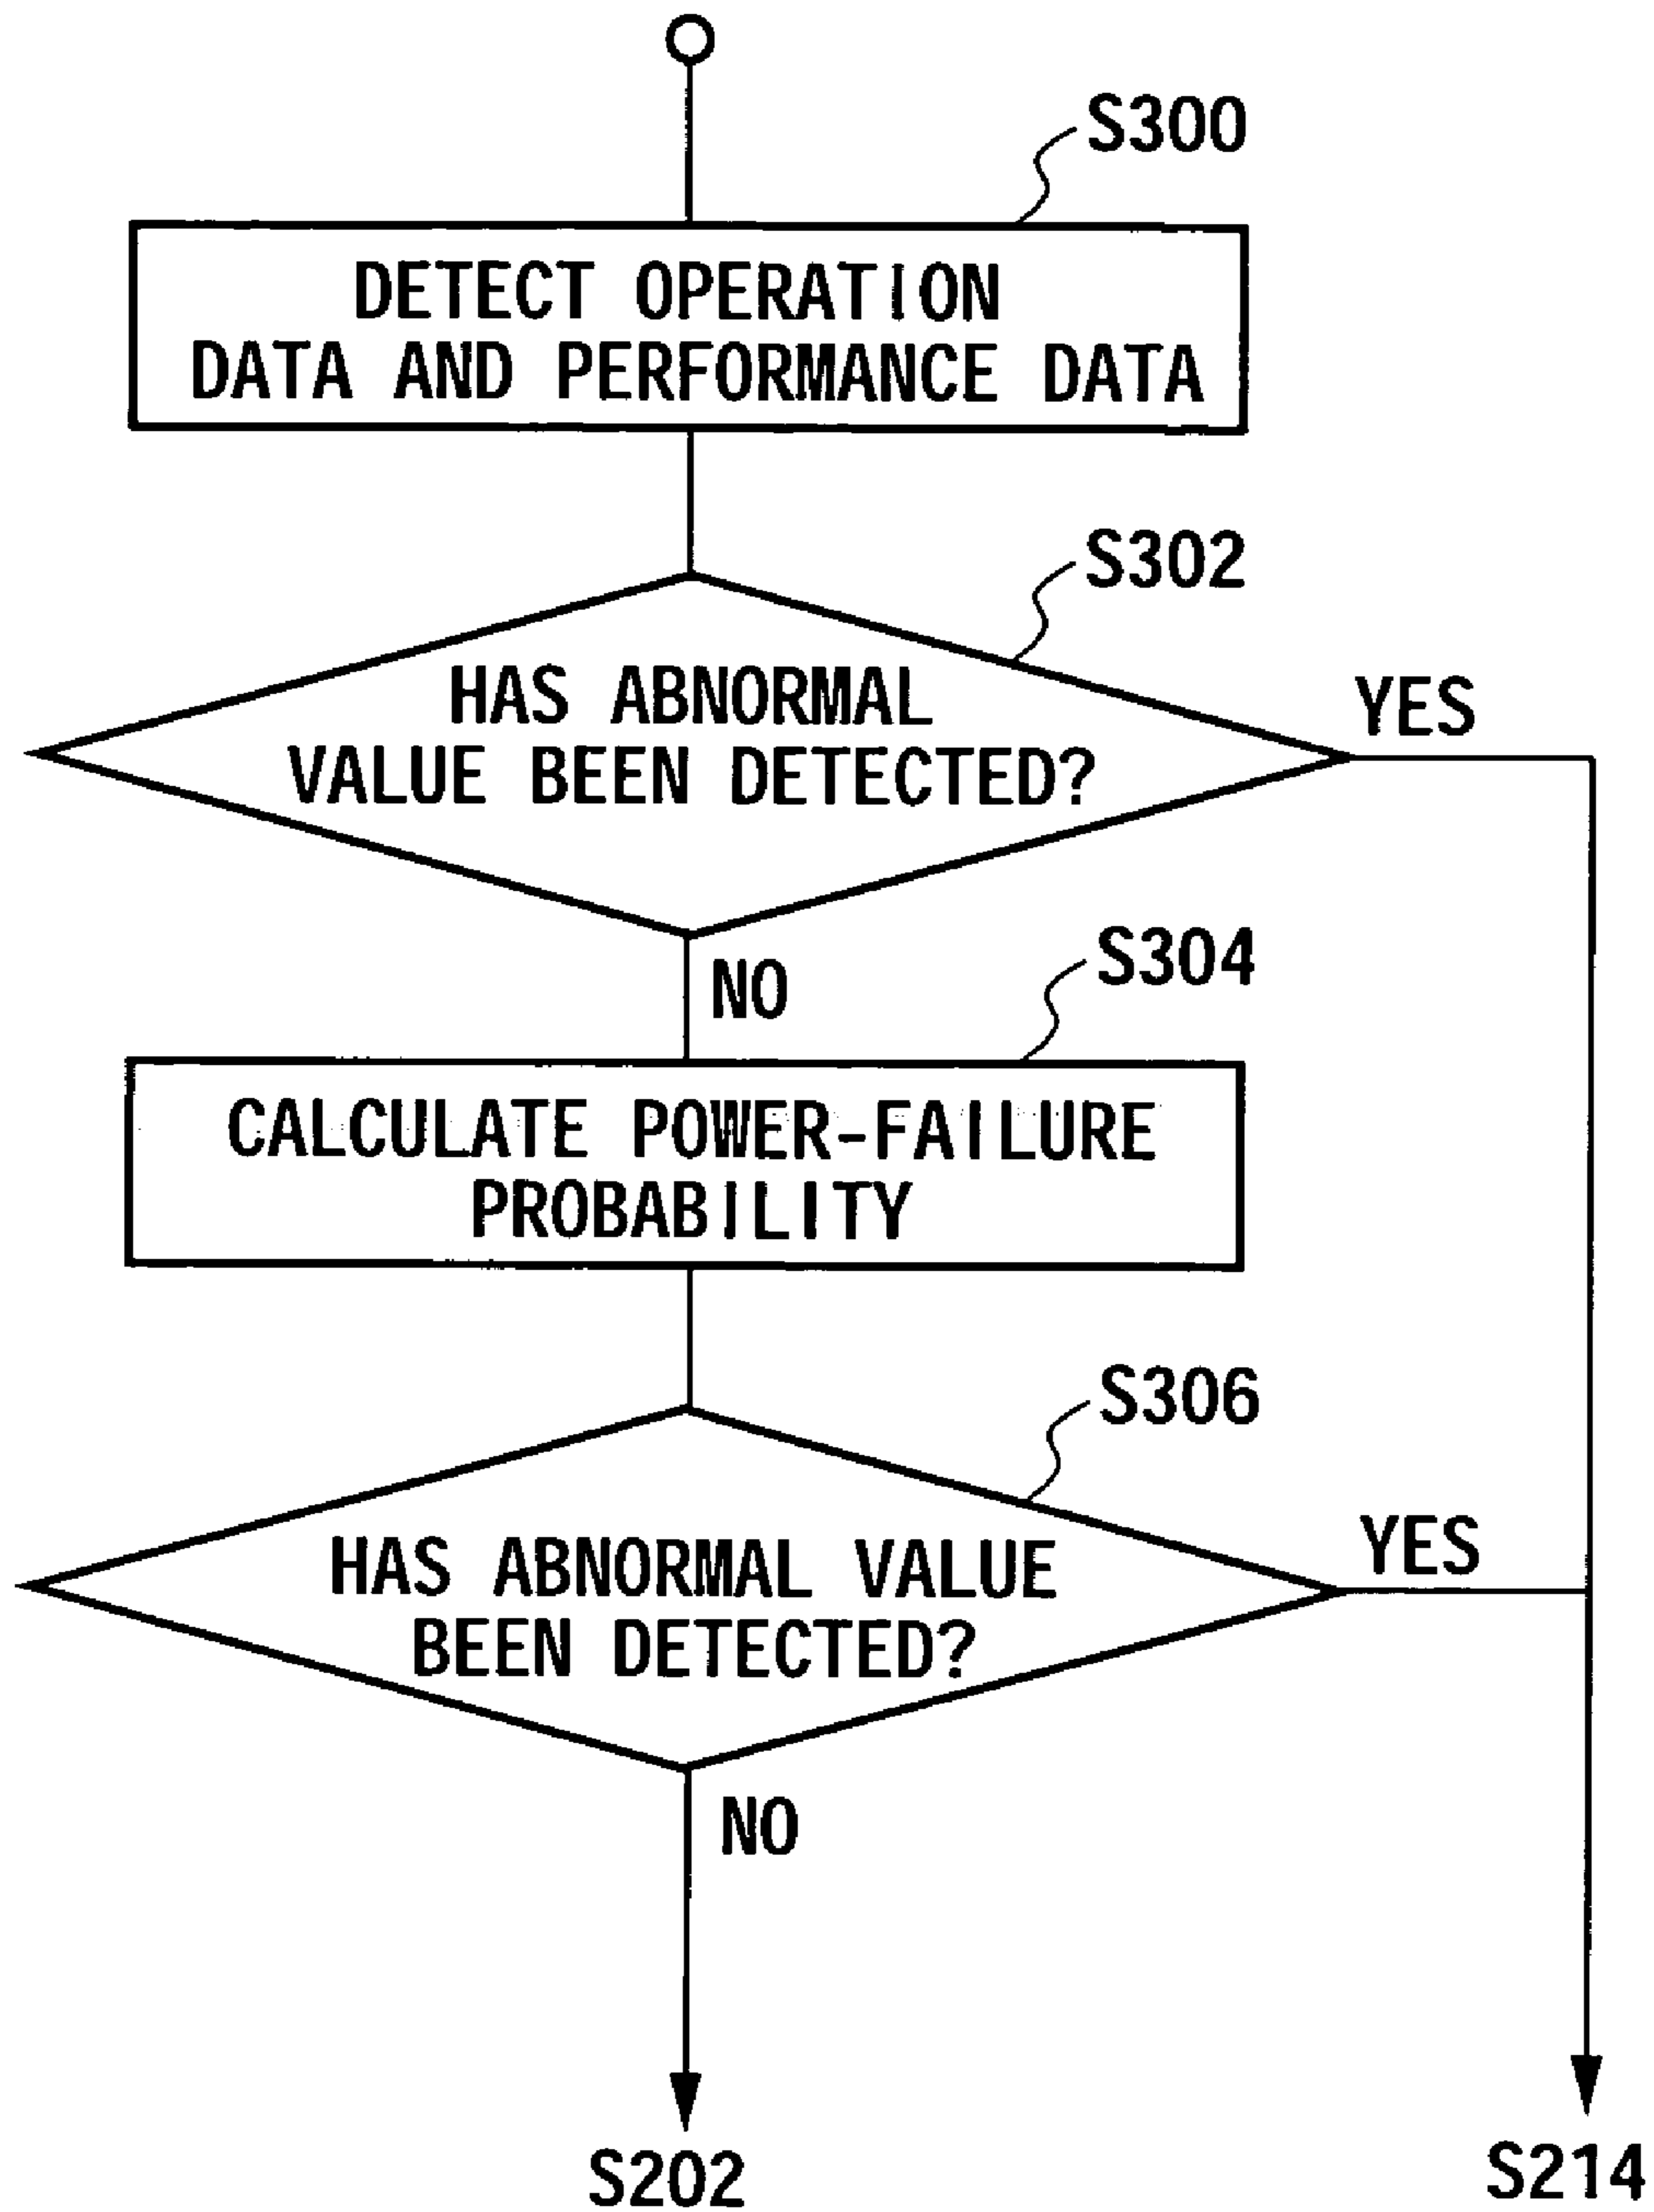 S300
DETECT OPERATION
DATA AND PERFORMANCE DATA
S302
HAS ABNORMAL
VALUE BEEN DETECTED?
YES
NO
S304
CALCULATE POWER-FAILURE
PROBABILITY
S306
HAS ABNORMAL VALUE
BEEN DETECTED?
YES
NO
S202
S214